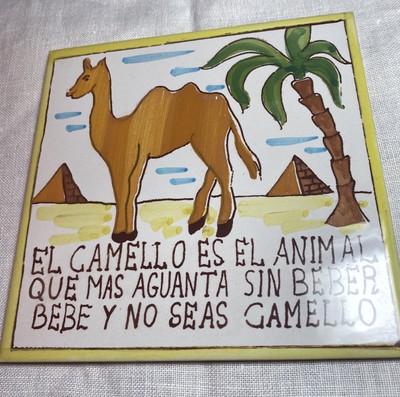 EL CAMELLO ES EL ANIMAL
QUE MAS AGUANTA SIN BEBER
BEBE Y NO SEAS CAMELLO